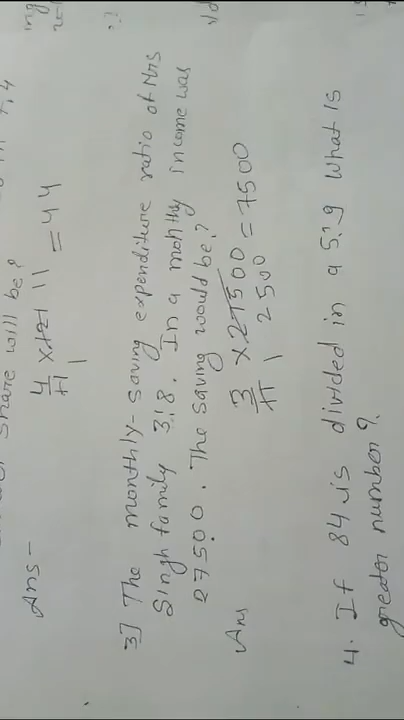 share will be?
Ans - 4/11 × 121 11 = 44
1
3] The monthly-saving expenditure ratio of Mrs
Singh family 3:8. In a monthly income was
27500. The saving would be?
Ans 3/11 × 27500 = 7500
1 2500
4. If 84 is divided in a 5:9 what is
greater number?